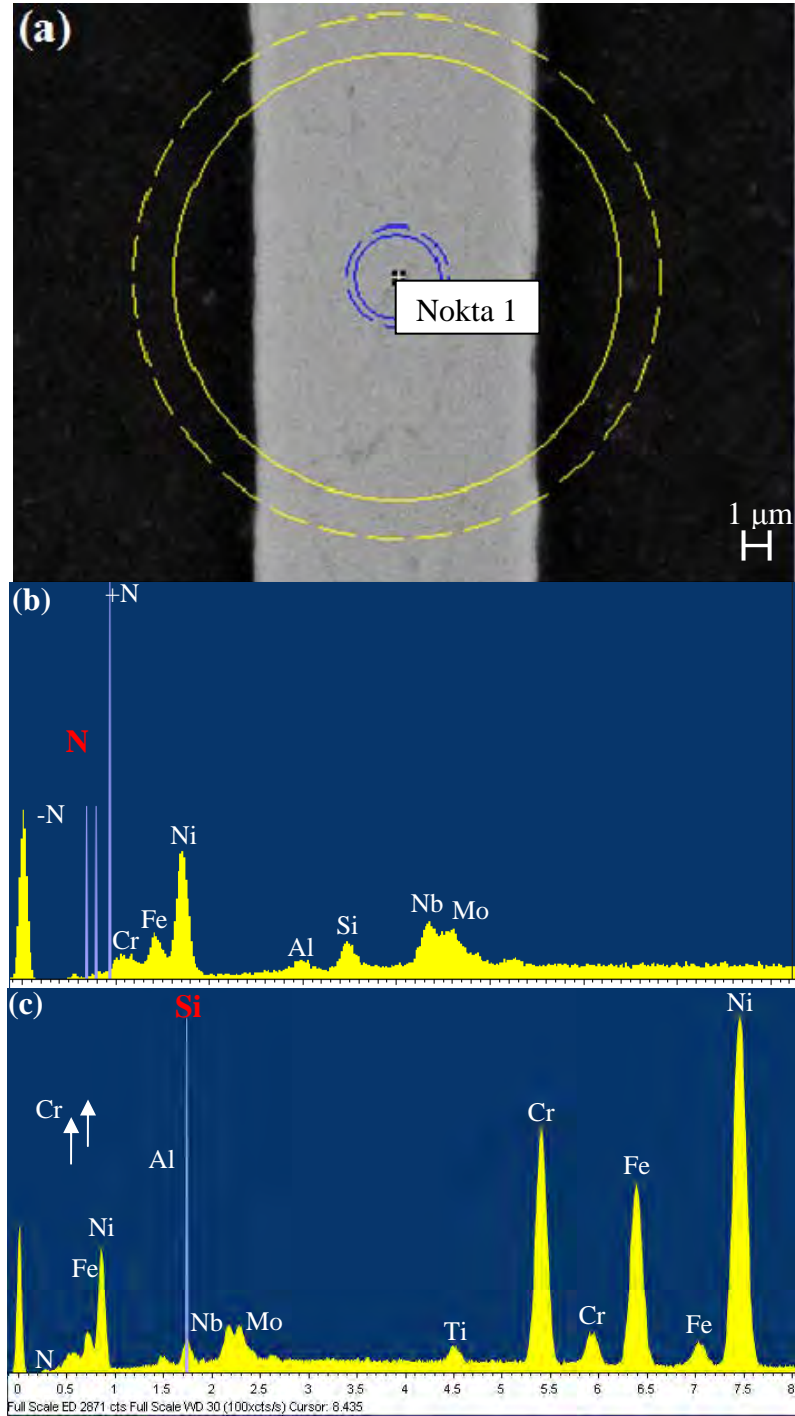 (a)
Nokta 1
1 μm
(b)
+N
N
-N
Ni
Fe
Cr
Al
Si
Nb
Mo
(c)
Si
Ni
Cr
Cr
Al
Fe
Ni
Fe
Nb
Mo
Ti
Cr
Fe
N
0 0.5 1 1.5 2 2.5 3 3.5 4 4.5 5 5.5 6 6.5 7 7.5 8
Full Scale ED 2871 cts Full Scale WD 30 (100xcts/s) Cursor: 8.435